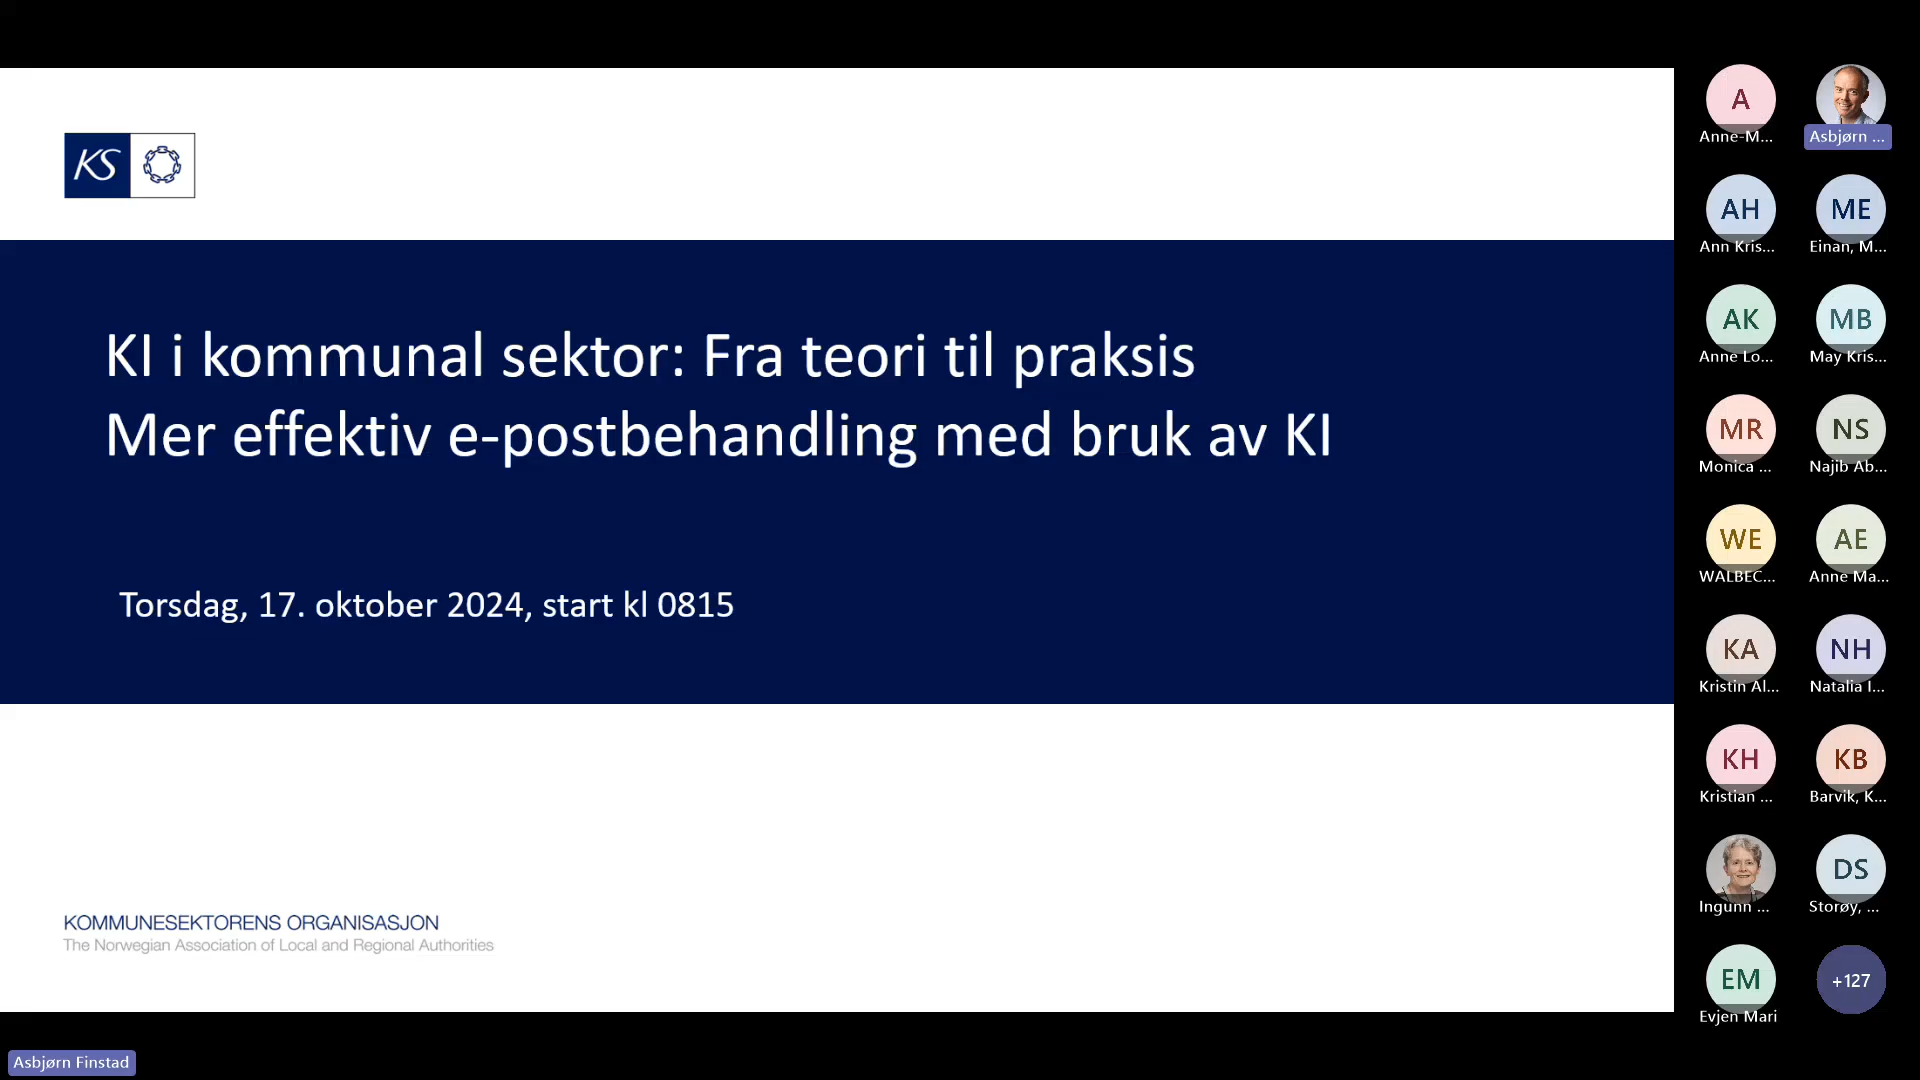 KS
KI i kommunal sektor: Fra teori til praksis
Mer effektiv e-postbehandling med bruk av KI
Torsdag, 17. oktober 2024, start kl 0815
KOMMUNESEKTORENS ORGANISASJON
The Norwegian Association of Local and Regional Authorities
Asbjørn Finstad
A
Anne-M...
Asbjørn ...
AH
Ann Kris...
ME
Einan, M...
AK
Anne Lo...
MB
May Kris...
MR
Monica ...
NS
Najib Ab...
WE
WALBEC...
AE
Anne Ma...
KA
Kristin Al...
NH
Natalia I...
KH
Kristian ...
KB
Barvik, K...
Ingunn ...
DS
Storøy, ...
EM
Evjen Mari
+127